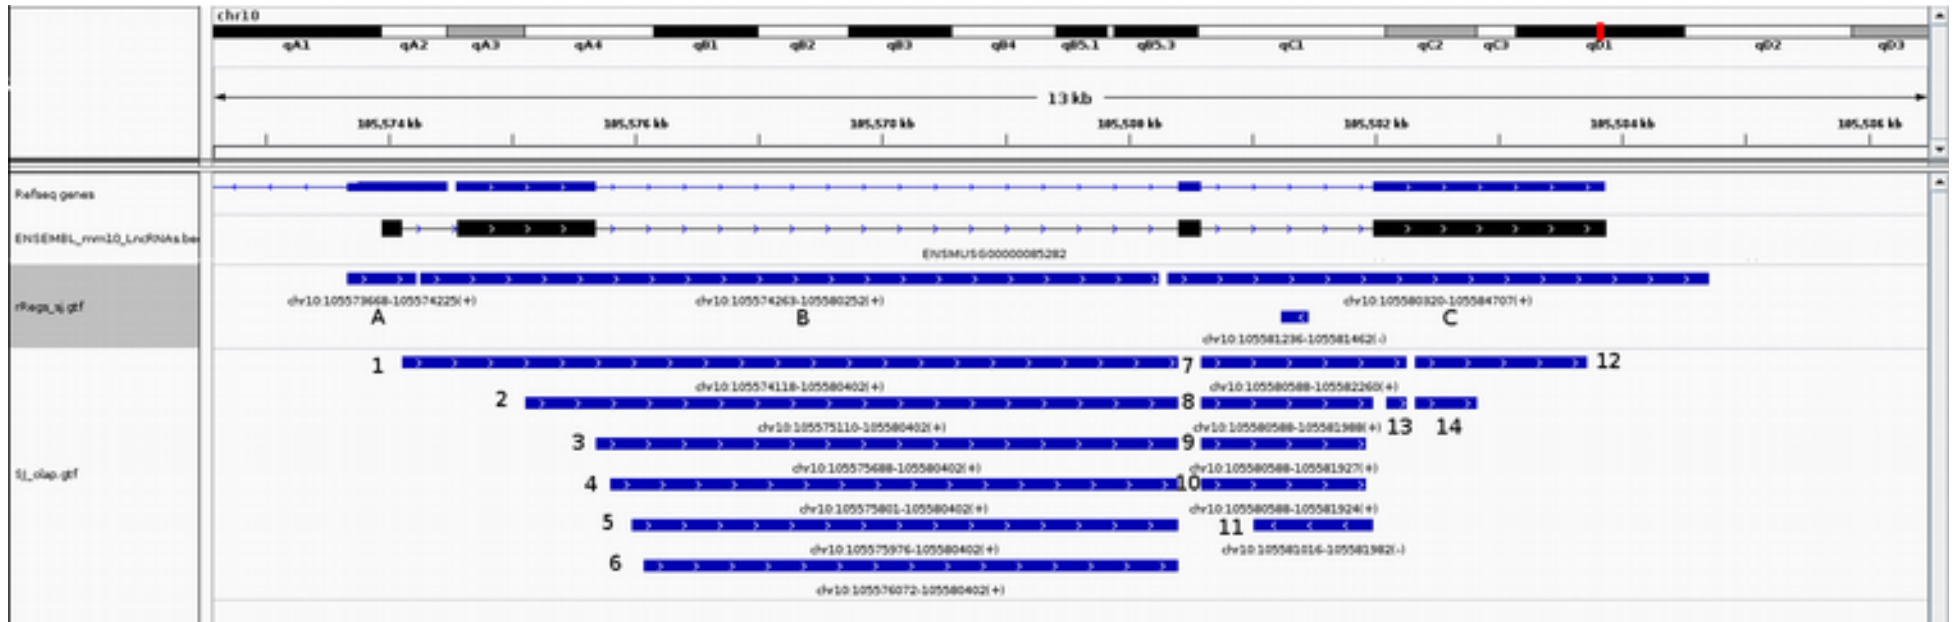 chr10
qA1 qA2 qA3 qA4 qB1 qB2 qB3 qB4 qB5.1 qB5.3 qC1 qC2 qC3 qD1 qD2 qD3
13 kb
105,574 kb 105,576 kb 105,578 kb 105,580 kb 105,582 kb 105,584 kb 105,586 kb
Refseq genes
ENSEMBL_mm10_LncRNAs.be
ENSMUSG00000085282
rRegs_sj.gtf
chr10:105573668-105574225(+) chr10:105574263-105580252(+) chr10:105580320-105584707(+)
A B C
chr10:105581236-105581462(-)
1 7 12
chr10:105574118-105580402(+) chr10:105580588-105582260(+)
2 8
chr10:105575110-105580402(+) chr10:105580588-105581988(+) 13 14
3 9
chr10:105575688-105580402(+) chr10:105580588-105581927(+)
SJ_olap.gtf
4 10
chr10:105575801-105580402(+) chr10:105580588-105581924(+)
5 11
chr10:105575976-105580402(+) chr10:105581016-105581982(-)
6
chr10:105576072-105580402(+)